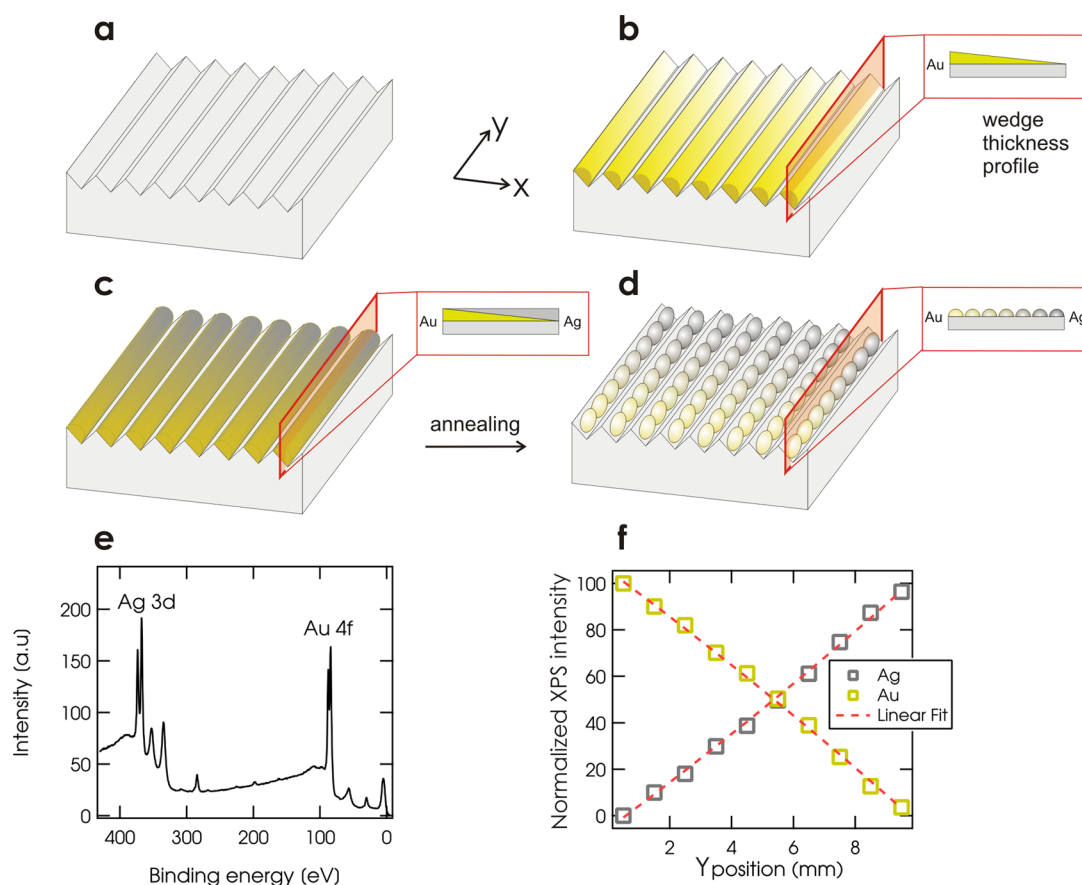 a
b
Au
wedge
thickness
profile
y
x
c
Au
Ag
annealing
d
Au
Ag
e
Ag 3d
Au 4f
200
150
100
50
0
Intensity (a.u)
400
300
200
100
0
Binding energy [eV]
f
100
80
60
40
20
0
Normalized XPS intensity
Ag
Au
Linear Fit
2
4
6
8
Y position (mm)